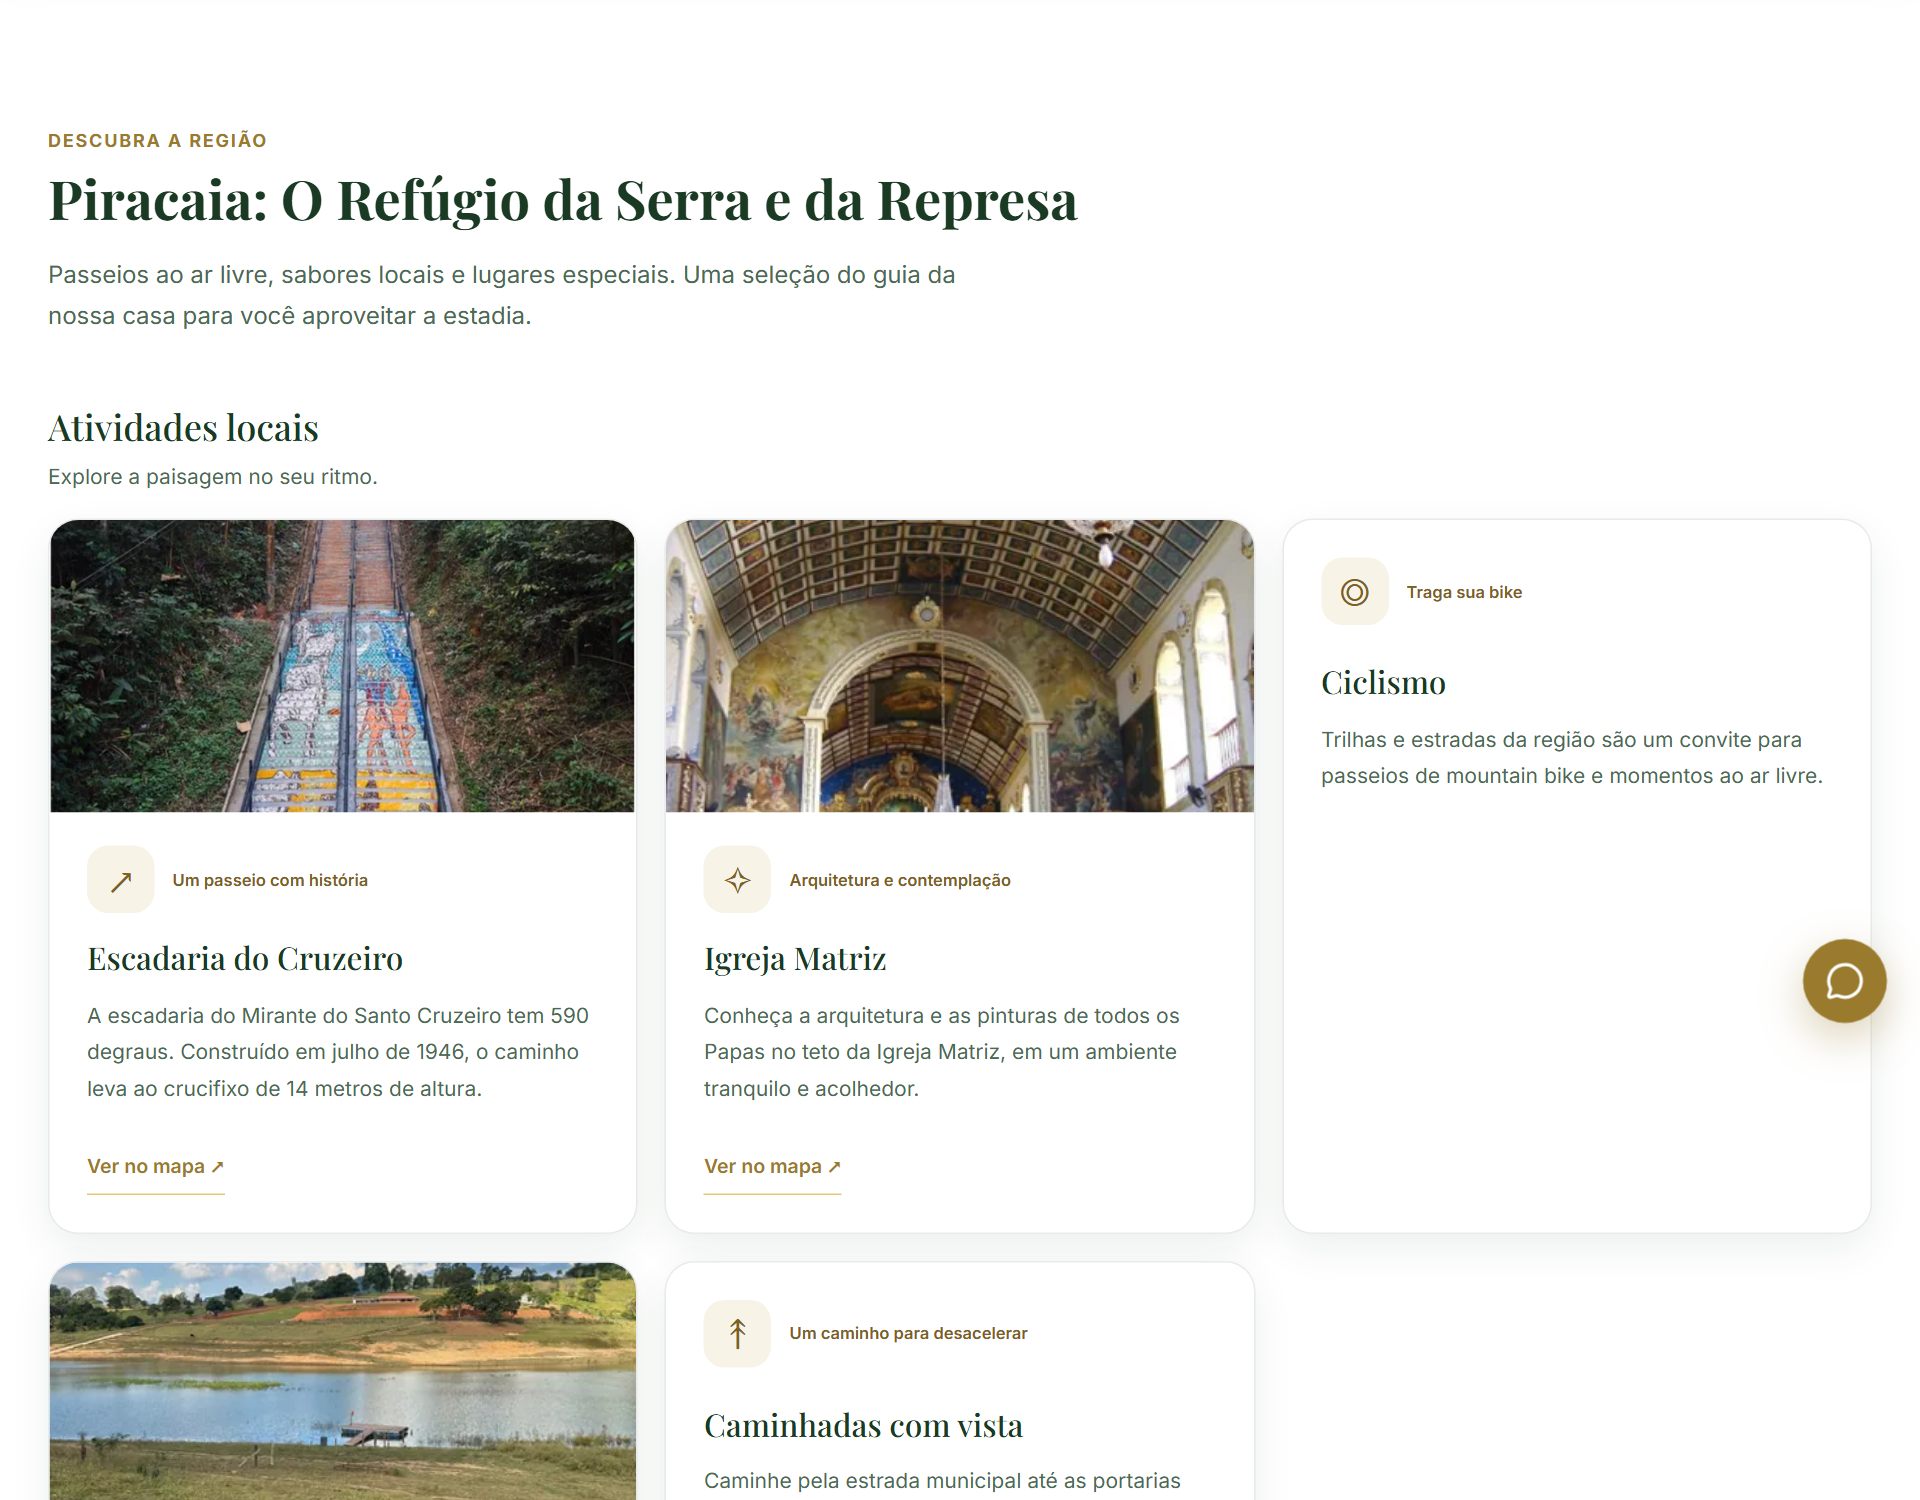 DESCUBRA A REGIÃO
Piracaia: O Refúgio da Serra e da Represa
Passeios ao ar livre, sabores locais e lugares especiais. Uma seleção do guia da
nossa casa para você aproveitar a estadia.
Atividades locais
Explore a paisagem no seu ritmo.
Um passeio com história
Escadaria do Cruzeiro
A escadaria do Mirante do Santo Cruzeiro tem 590
degraus. Construído em julho de 1946, o caminho
leva ao crucifixo de 14 metros de altura.
Ver no mapa ↗
Arquitetura e contemplação
Igreja Matriz
Conheça a arquitetura e as pinturas de todos os
Papas no teto da Igreja Matriz, em um ambiente
tranquilo e acolhedor.
Ver no mapa ↗
Traga sua bike
Ciclismo
Trilhas e estradas da região são um convite para
passeios de mountain bike e momentos ao ar livre.
Um caminho para desacelerar
Caminhadas com vista
Caminhe pela estrada municipal até as portarias